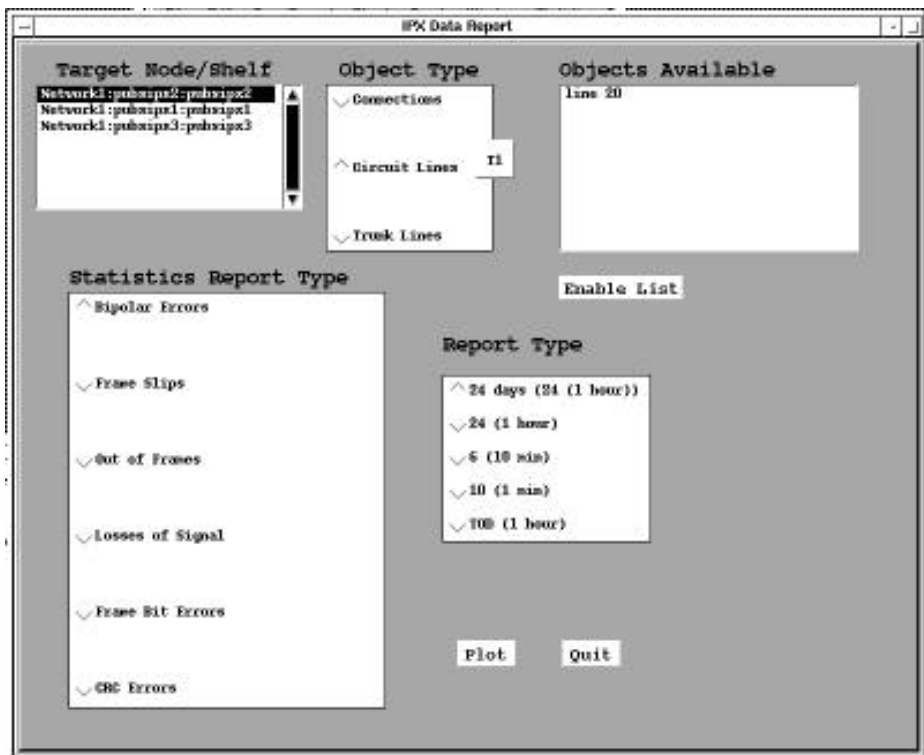 IPX Data Report
Target Node/Shelf
Network1:pubsipx2:pubsipx2
Network1:pubsipx1:pubsipx1
Network1:pubsipx3:pubsipx3
Object Type
Connections
Circuit Lines
T1
Trunk Lines
Objects Available
line 20
Enable List
Statistics Report Type
Bipolar Errors
Frame Slips
Out of Frames
Losses of Signal
Frame Bit Errors
CRC Errors
Report Type
24 days (24 (1 hour))
24 (1 hour)
6 (10 min)
10 (1 min)
TOD (1 hour)
Plot
Quit